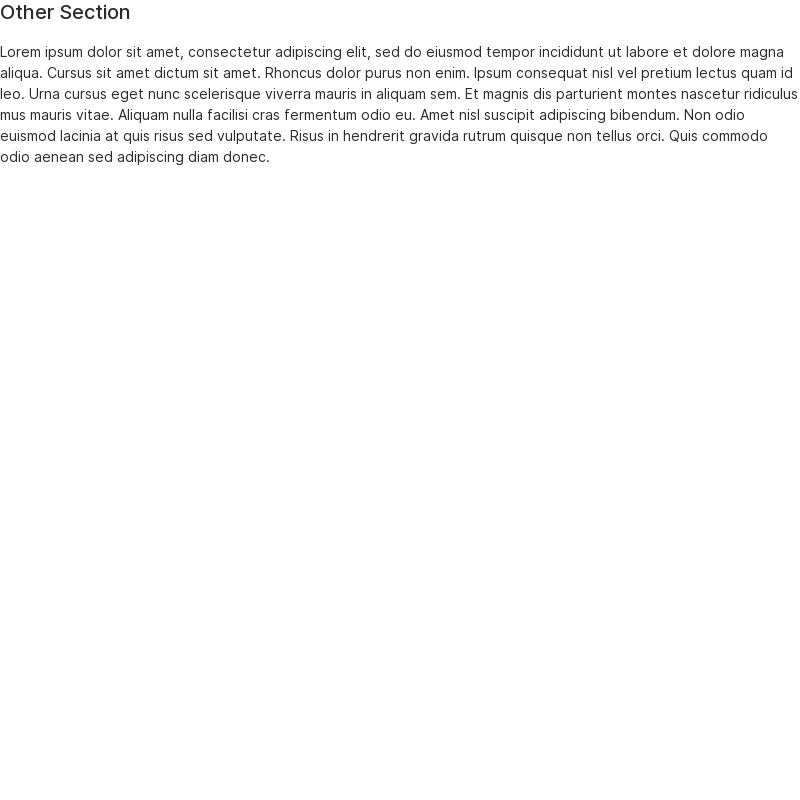 Other Section
Lorem ipsum dolor sit amet, consectetur adipiscing elit, sed do eiusmod tempor incididunt ut labore et dolore magna
aliqua. Cursus sit amet dictum sit amet. Rhoncus dolor purus non enim. Ipsum consequat nisl vel pretium lectus quam id
leo. Urna cursus eget nunc scelerisque viverra mauris in aliquam sem. Et magnis dis parturient montes nascetur ridiculus
mus mauris vitae. Aliquam nulla facilisi cras fermentum odio eu. Amet nisl suscipit adipiscing bibendum. Non odio
euismod lacinia at quis risus sed vulputate. Risus in hendrerit gravida rutrum quisque non tellus orci. Quis commodo
odio aenean sed adipiscing diam donec.